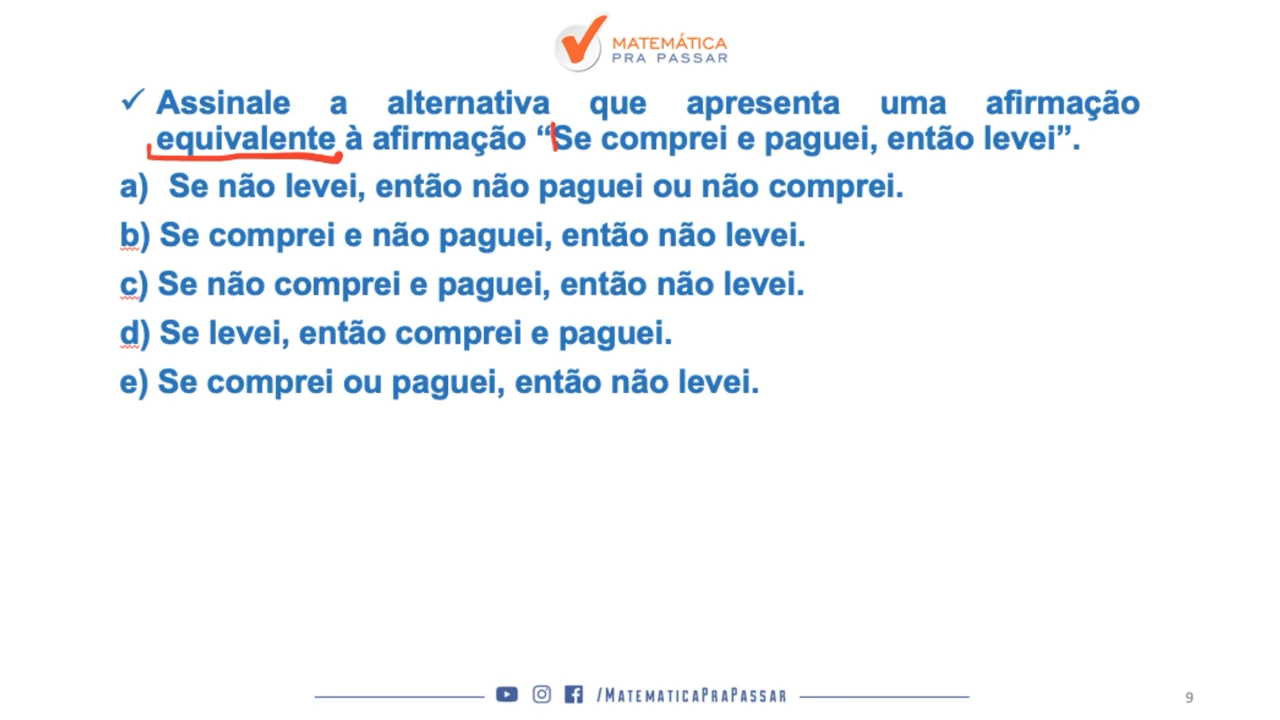 MATEMÁTICA
PRA PASSAR
✓ Assinale a alternativa que apresenta uma afirmação
equivalente à afirmação “Se comprei e paguei, então levei”.
a) Se não levei, então não paguei ou não comprei.
b) Se comprei e não paguei, então não levei.
c) Se não comprei e paguei, então não levei.
d) Se levei, então comprei e paguei.
e) Se comprei ou paguei, então não levei.
/MATEMATICAPRAPASSAR
9